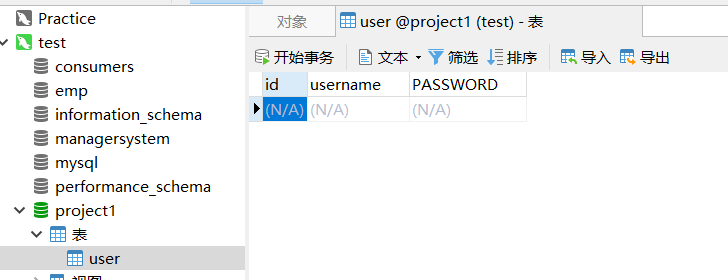 Practice
test
consumers
emp
information_schema
managersystem
mysql
performance_schema
project1
表
user
视图
对象
user @project1 (test) - 表
开始事务 文本 筛选 排序 导入 导出
id username PASSWORD
(N/A) (N/A) (N/A)